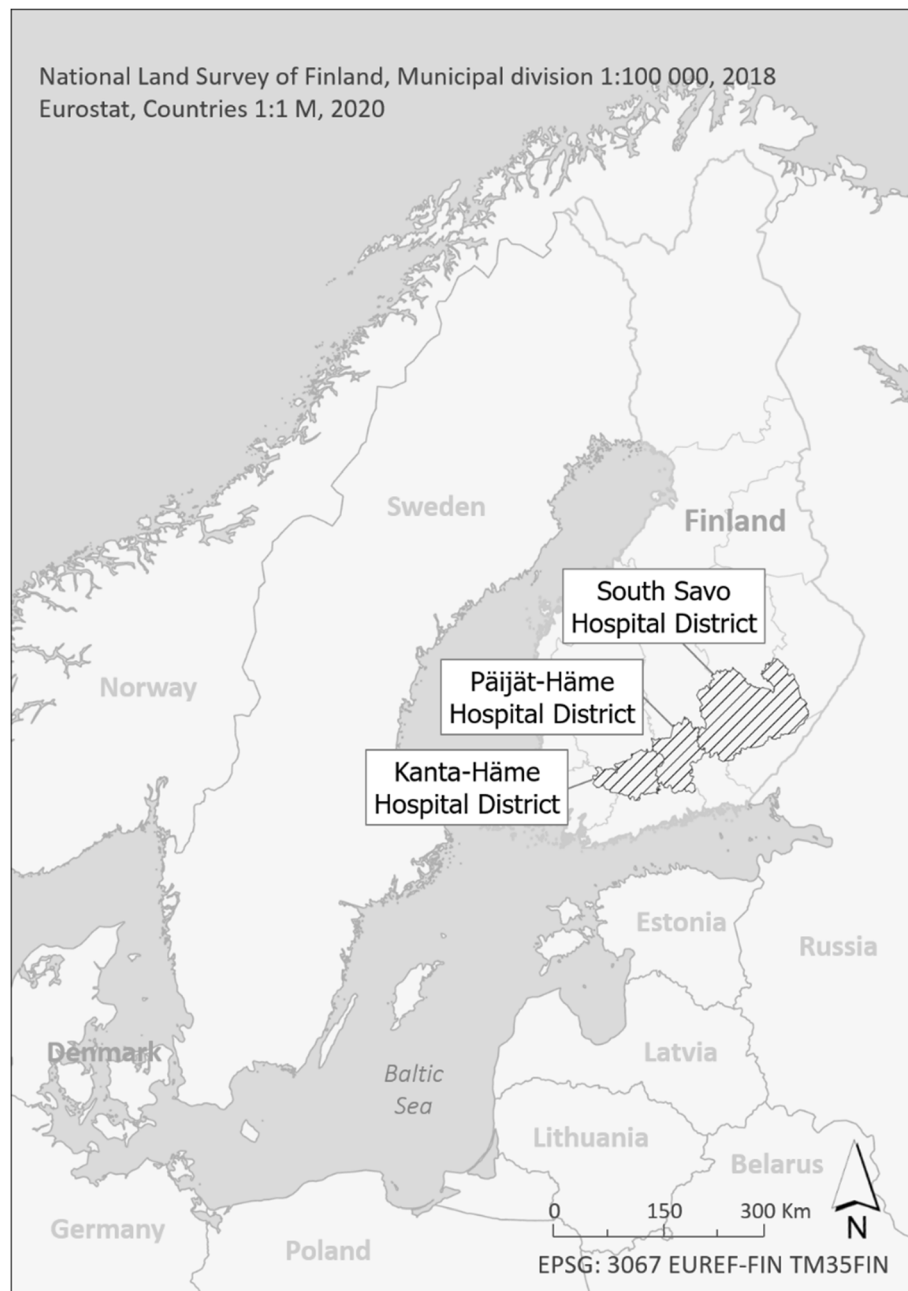 National Land Survey of Finland, Municipal division 1:100 000, 2018
Eurostat, Countries 1:1 M, 2020
Sweden
Finland
South Savo
Hospital District
Norway
Päijät-Häme
Hospital District
Kanta-Häme
Hospital District
Estonia
Russia
Denmark
Latvia
Baltic
Sea
Lithuania
Belarus
0 150 300 Km
N
Germany
Poland
EPSG: 3067 EUREF-FIN TM35FIN